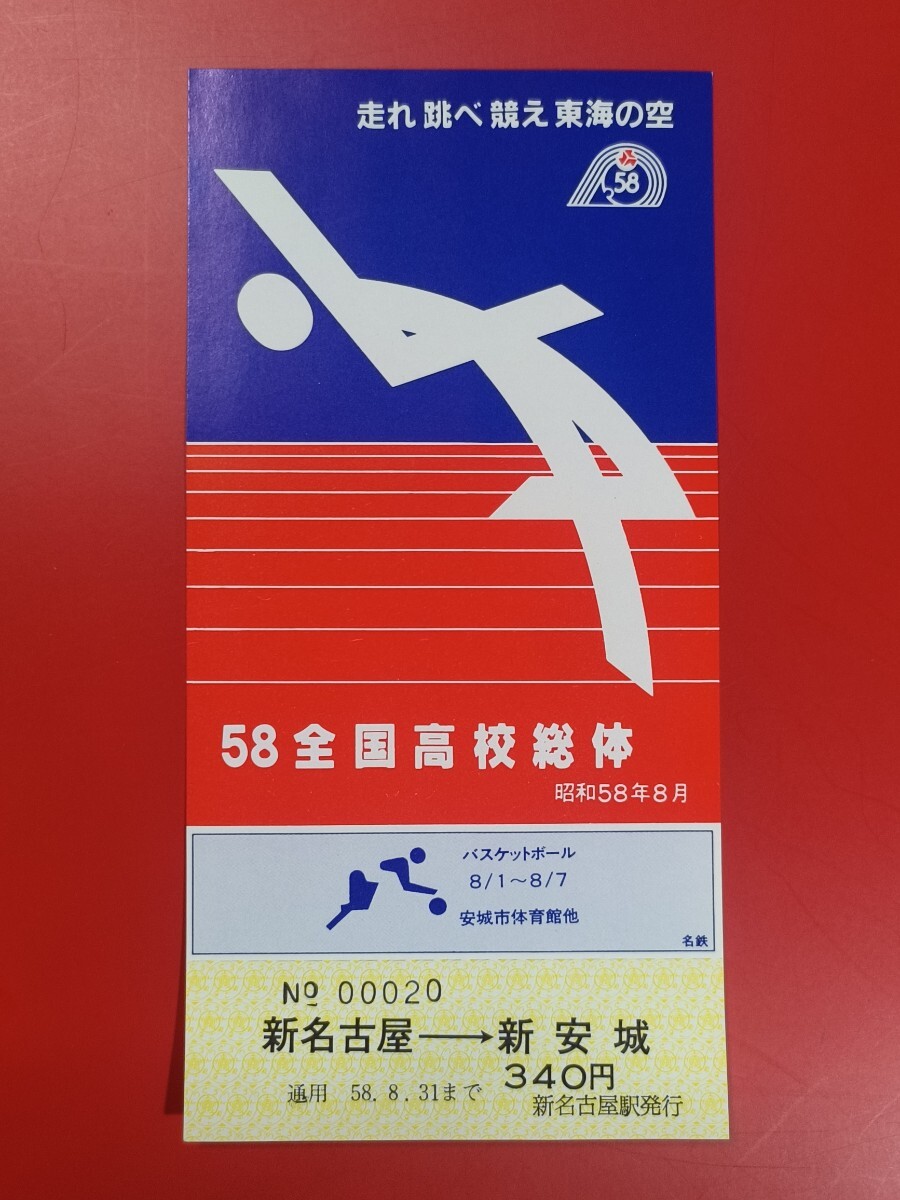 走れ 跳べ 競え 東海の空
58
58全国高校総体
昭和58年8月
バスケットボール
8/1〜8/7
安城市体育館他
名鉄
№ 00020
新名古屋→新安城
340円
通用 58.8.31まで
新名古屋駅発行